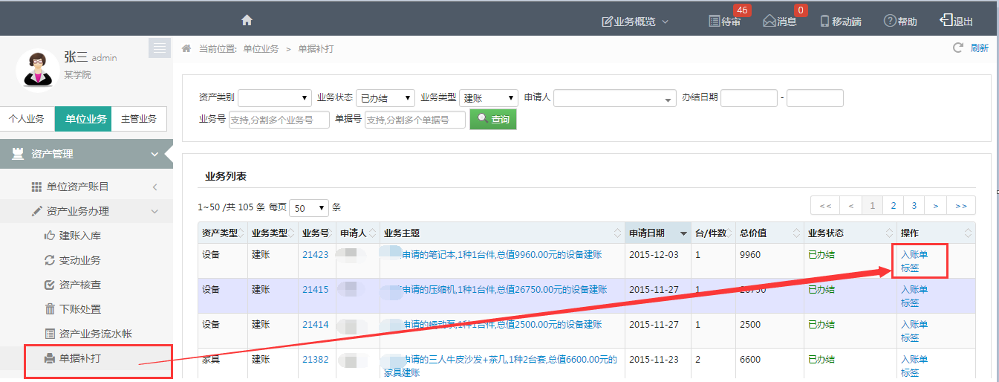 业务概览 待审 46 消息 0 移动端 帮助 退出
张三 admin
某学院
个人业务 单位业务 主管业务
资产管理
单位资产账目
资产业务办理
建账入库
变动业务
资产核查
下账处置
资产业务流水帐
单据补打
当前位置: 单位业务 > 单据补打 刷新
资产类别 业务状态 已办结 业务类型 建账 申请人 办结日期 -
业务号 支持,分割多个业务号 单据号 支持,分割多个单据号 查询
业务列表
1~50 /共 105 条 每页 50 条 << < 1 2 3 > >>
资产类型 业务类型 业务号 申请人 业务主题 申请日期 台/件数 总价值 业务状态 操作
设备 建账 21423 申请的笔记本,1种1台件,总值9960.00元的设备建账 2015-12-03 1 9960 已办结 入账单
标签
设备 建账 21415 申请的压缩机,1种1台件,总值26750.00元的设备建账 2015-11-27 1 26750 已办结 入账单
标签
设备 建账 21414 申请的蠕动泵,1种1台件,总值2500.00元的设备建账 2015-11-27 1 2500 已办结 入账单
标签
家具 建账 21382 申请的三人牛皮沙发+茶几,1种2台套,总值6600.00元的 2015-11-23 2 6600 已办结 入账单
家具建账 标签